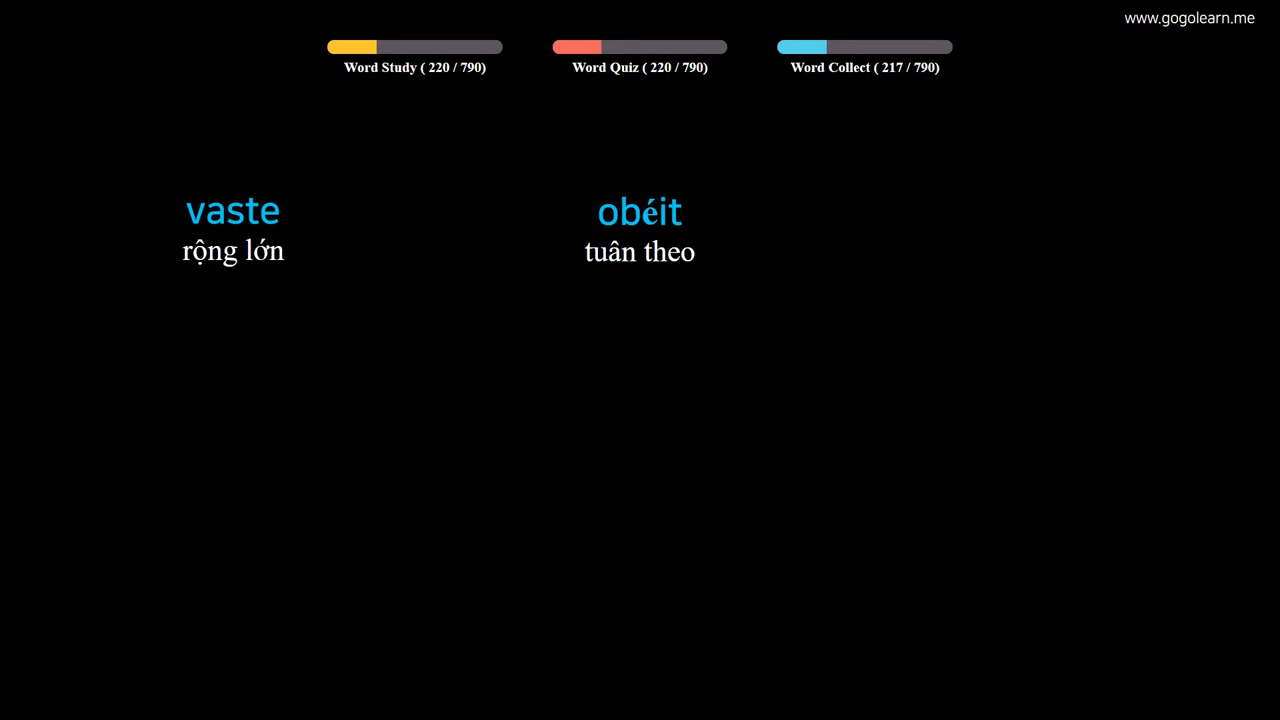 www.gogolearn.me
Word Study ( 220 / 790)
Word Quiz ( 220 / 790)
Word Collect ( 217 / 790)
vaste
rộng lớn
obéit
tuân theo